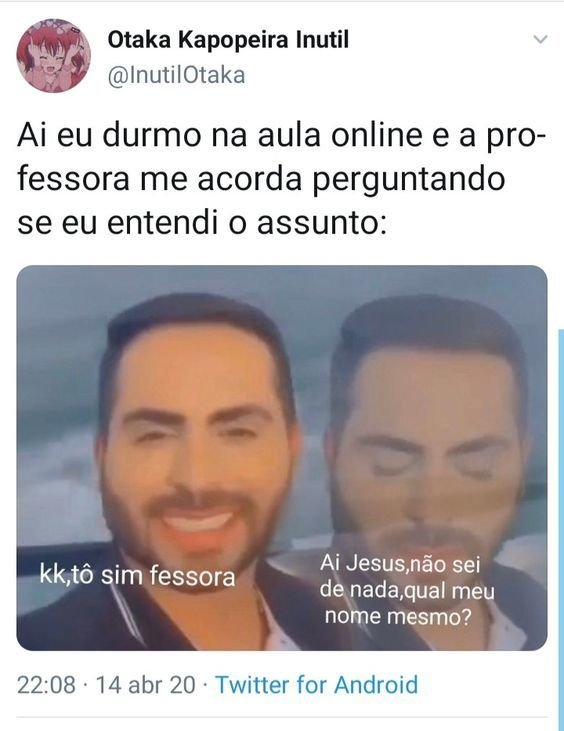 Otaka Kapopeira Inutil
@InutilOtaka
Ai eu durmo na aula online e a pro-
fessora me acorda perguntando
se eu entendi o assunto:
kk,tô sim fessora
Ai Jesus,não sei
de nada,qual meu
nome mesmo?
22:08 · 14 abr 20 · Twitter for Android